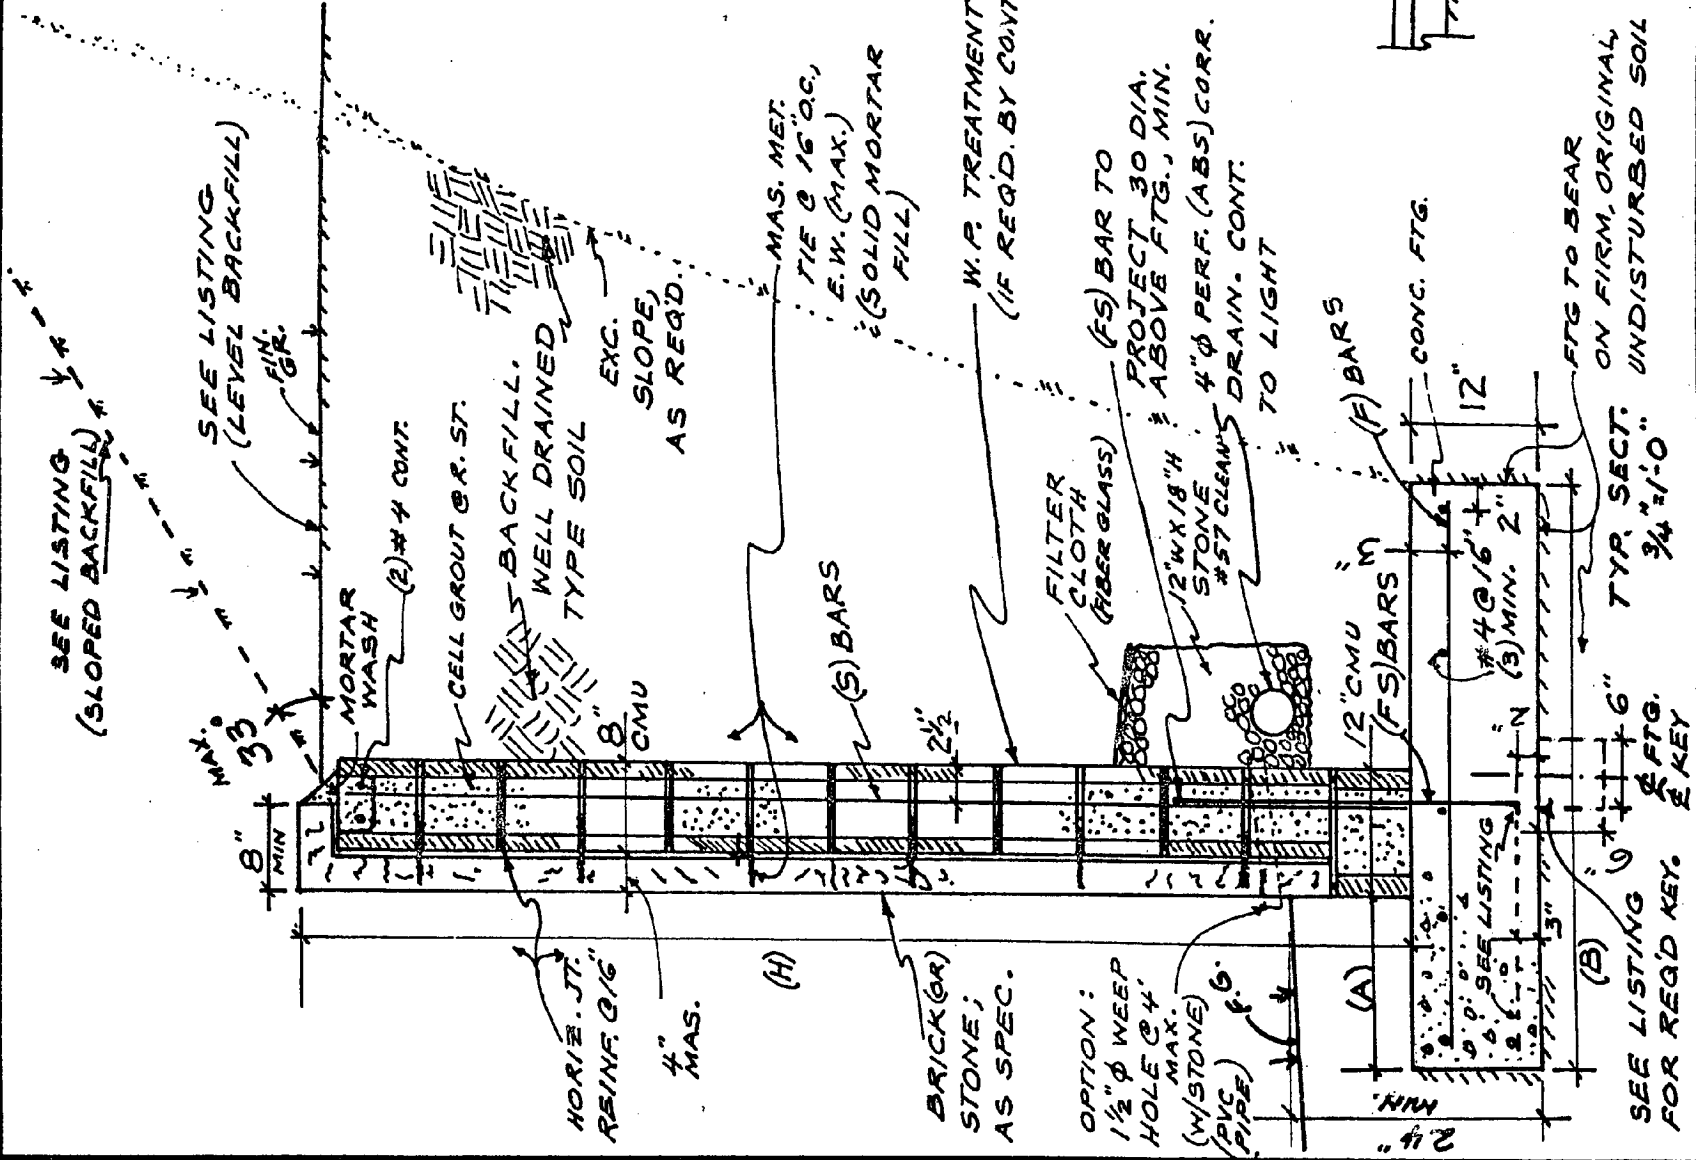 SEE LISTING
(SLOPED BACKFILL)
MAX.
33°
SEE LISTING
(LEVEL BACKFILL)
FIN.
GR.
8"
MIN
MORTAR
WASH
(2) #4 CONT.
CELL GROUT @ R. ST.
BACKFILL.
WELL DRAINED
TYPE SOIL
EXC.
SLOPE,
AS REQ'D.
MAS. MET.
TIE @ 16" O.C.,
E.W. (MAX.)
(SOLID MORTAR
FILL)
8"
CMU
(S) BARS
2½"
W.P. TREATMENT
(IF REQ'D. BY
HORIZ. JT.
REINF. @ 16"
4"
MAS.
(H)
BRICK (OR)
STONE;
AS SPEC.
FILTER
CLOTH
(FIBERGLASS)
12"W X 18"H
STONE
#57 CLEAN
(FS) BAR TO
PROJECT 30 DIA.
ABOVE FTG., MIN.
4"Φ PERF. (ABS) CORR.
DRAIN. CONT.
TO LIGHT
OPTION:
1½"Φ WEEP
HOLE @ 4'
MAX.
(W/STONE)
(PVC
PIPE)
F.G.
12" CMU
(FS) BARS
3"
(F) BARS
CONC. FTG.
12"
(A)
#4 @ 16"
(3) MIN.
2"
2"
SEE LISTING
SEE LISTING
3"
24"
MIN.
(B)
6"
6"
℄ FTG.
℄ KEY
SEE LISTING
FOR REQ'D KEY.
TYP. SECT.
3/4"=1'-0"
FTG TO BEAR
ON FIRM, ORIGINAL,
UNDISTURBED SOIL